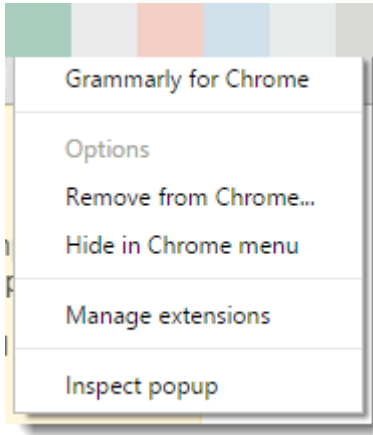 Grammarly for Chrome
Options
Remove from Chrome...
Hide in Chrome menu
Manage extensions
Inspect popup